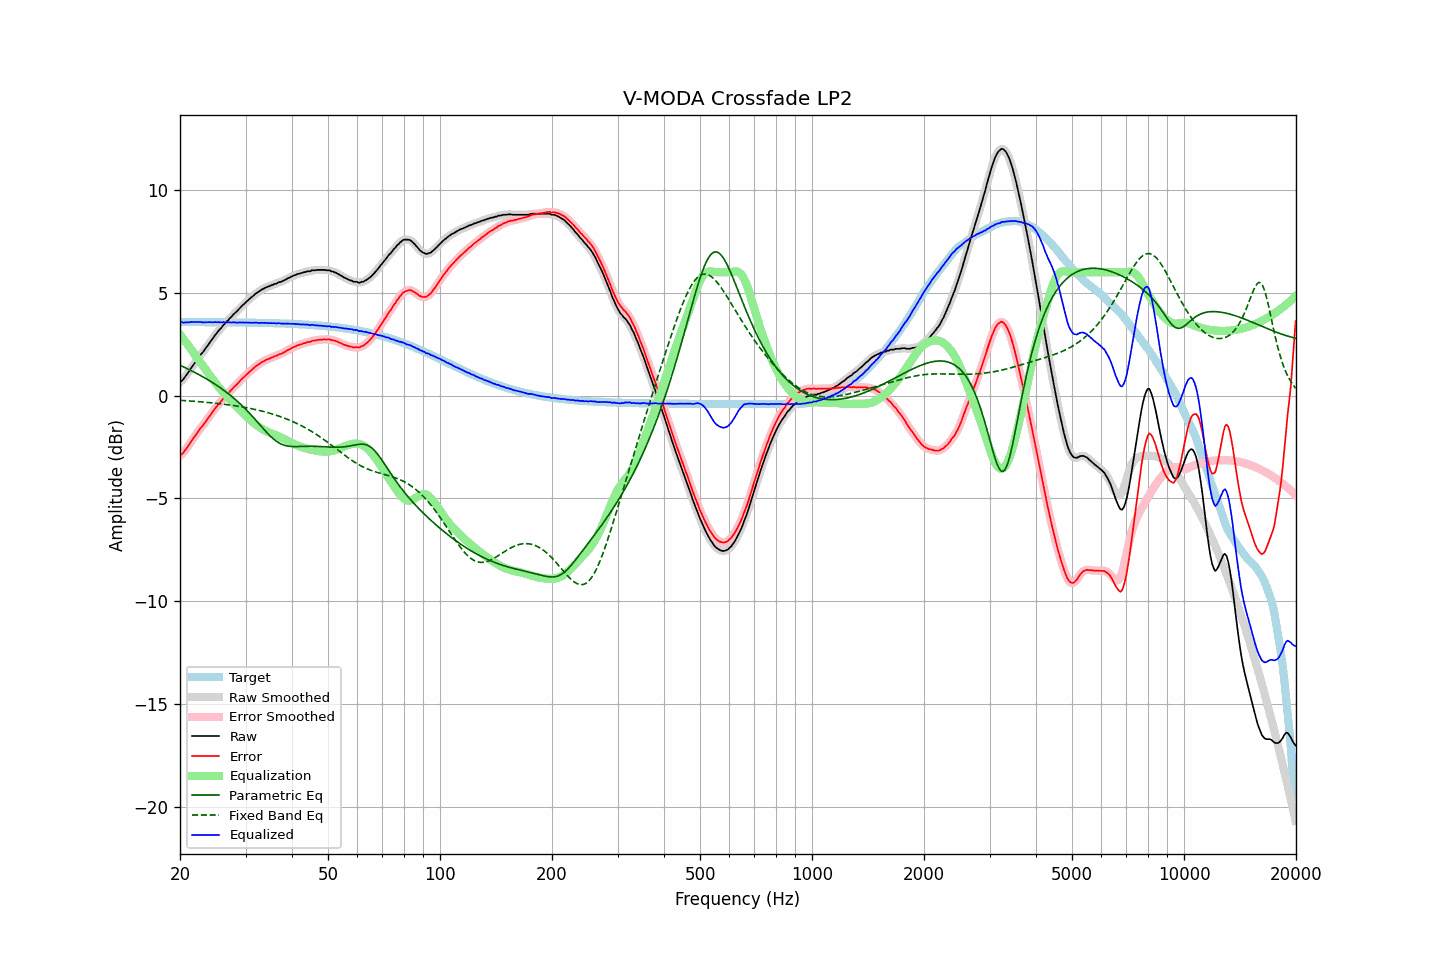 V-MODA Crossfade LP2
Amplitude (dBr)
10
5
0
−5
−10
−15
−20
Target
Raw Smoothed
Error Smoothed
Raw
Error
Equalization
Parametric Eq
Fixed Band Eq
Equalized
20 50 100 200 500 1000 2000 5000 10000 20000
Frequency (Hz)